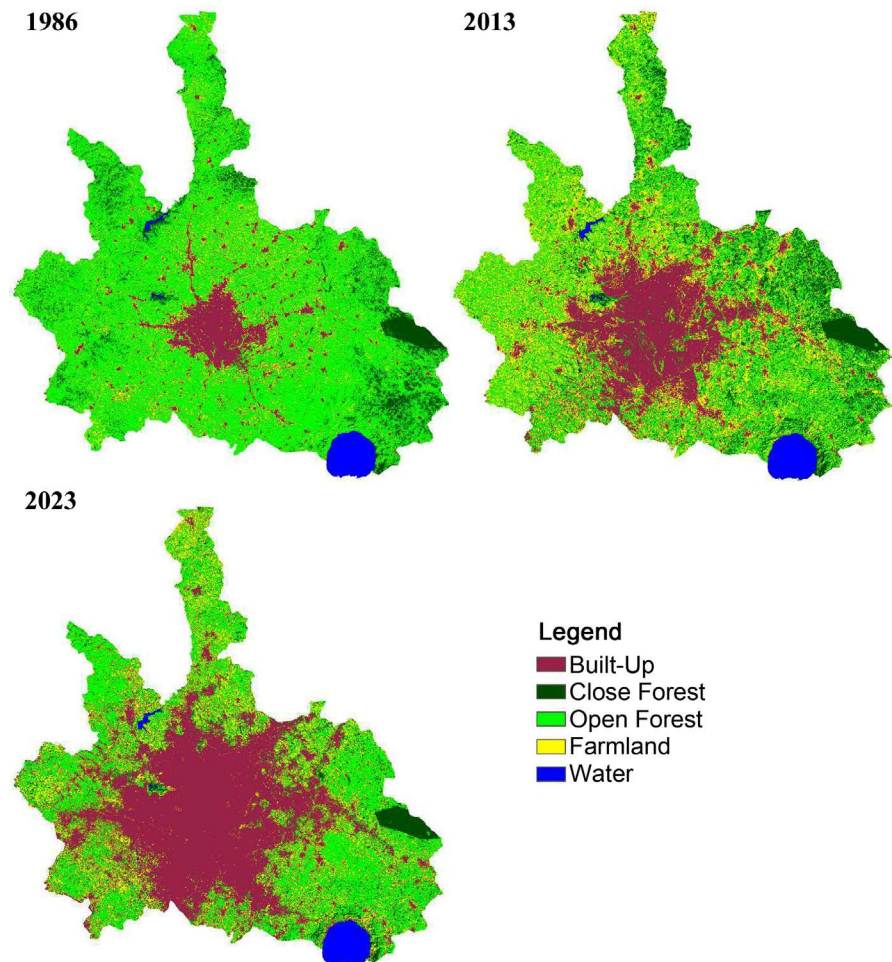 1986
2013
2023
Legend
Built-Up
Close Forest
Open Forest
Farmland
Water